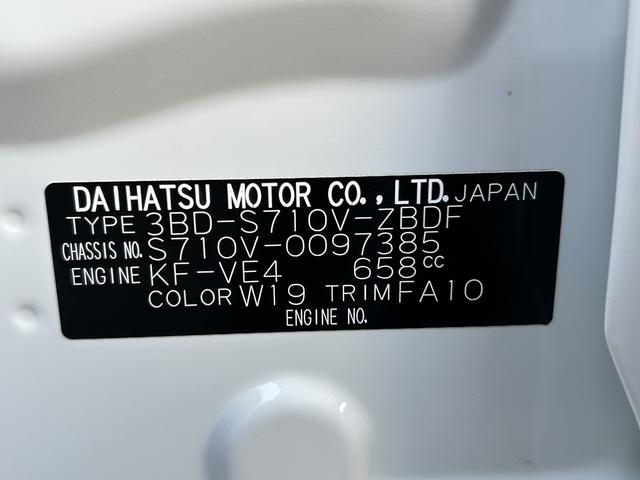 DAIHATSU MOTOR CO., LTD. JAPAN
TYPE 3BD-S710V-ZBDF
CHASSIS NO. S710V-0097385
ENGINE KF-VE4 658cc
COLOR W19 TRIM FA10
ENGINE NO.